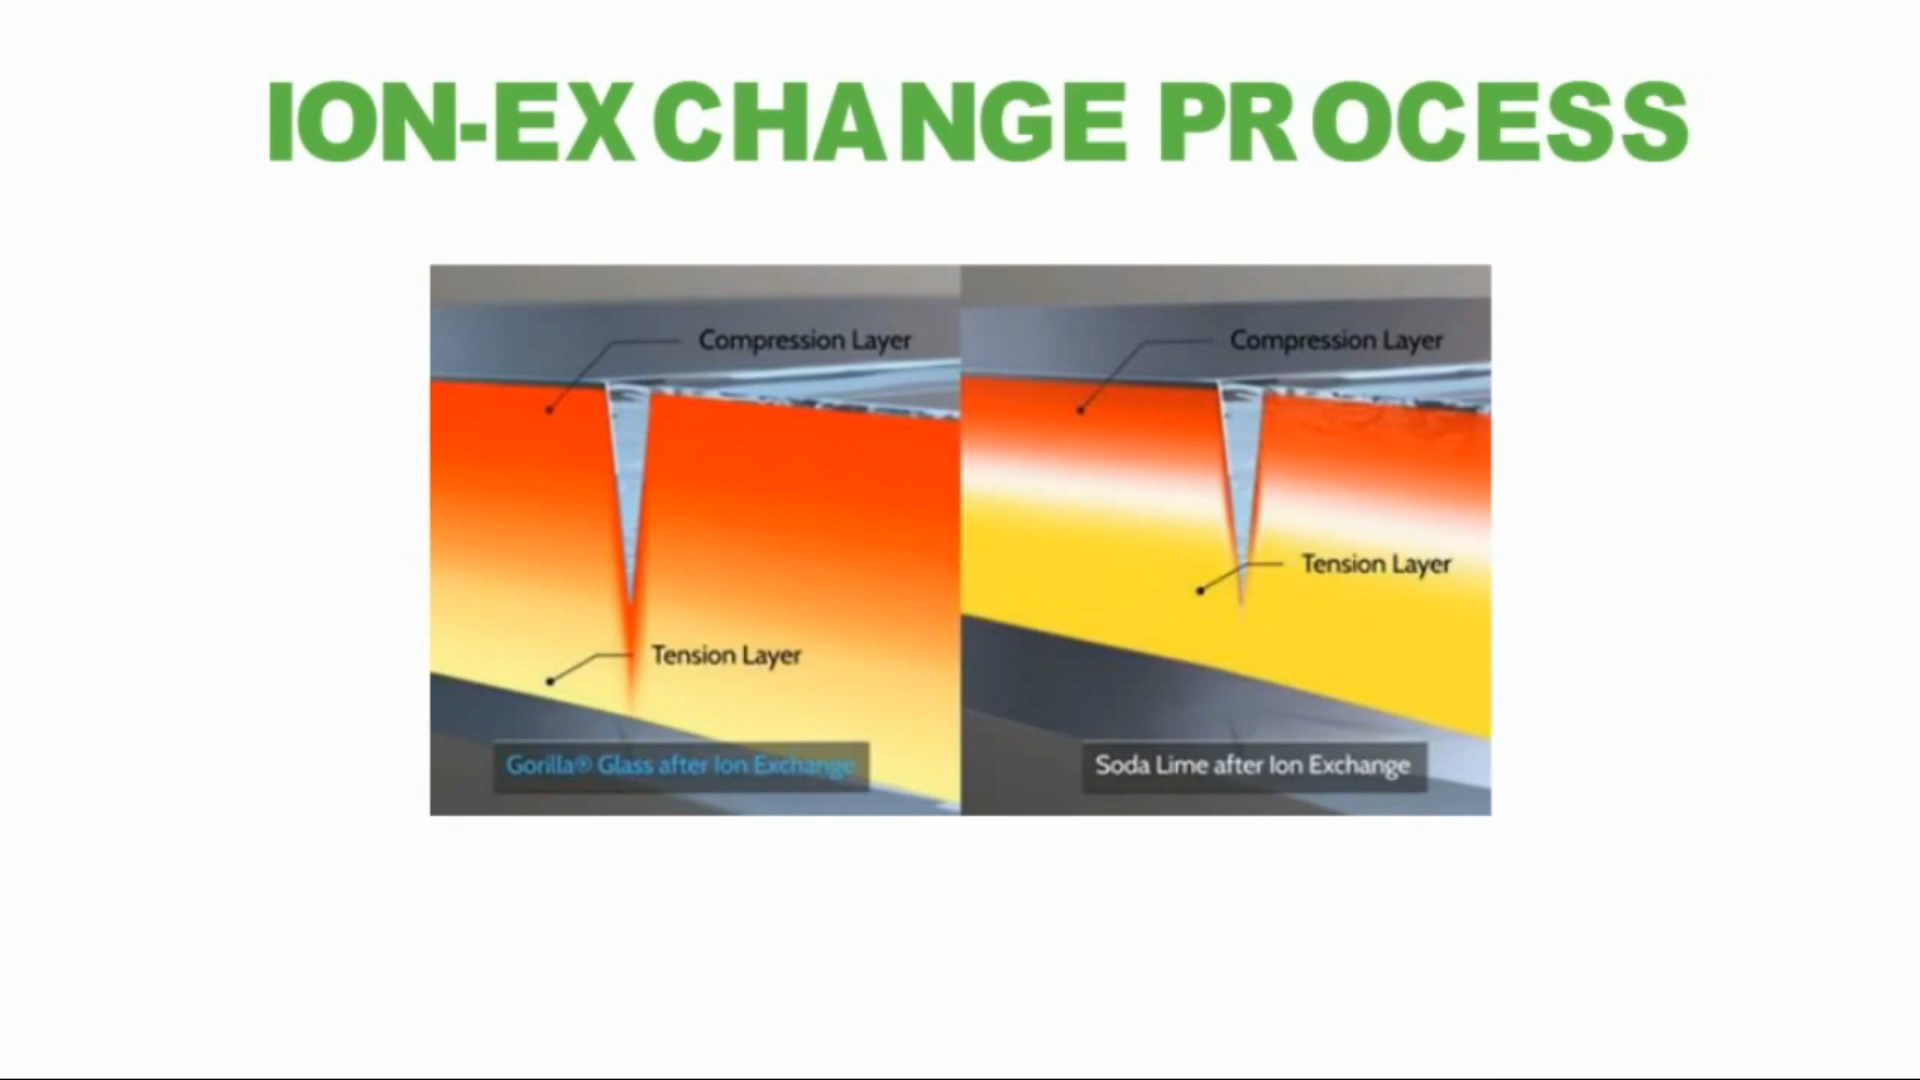 ION-EXCHANGE PROCESS
Compression Layer
Tension Layer
Gorilla® Glass after Ion Exchange
Compression Layer
Tension Layer
Soda Lime after Ion Exchange